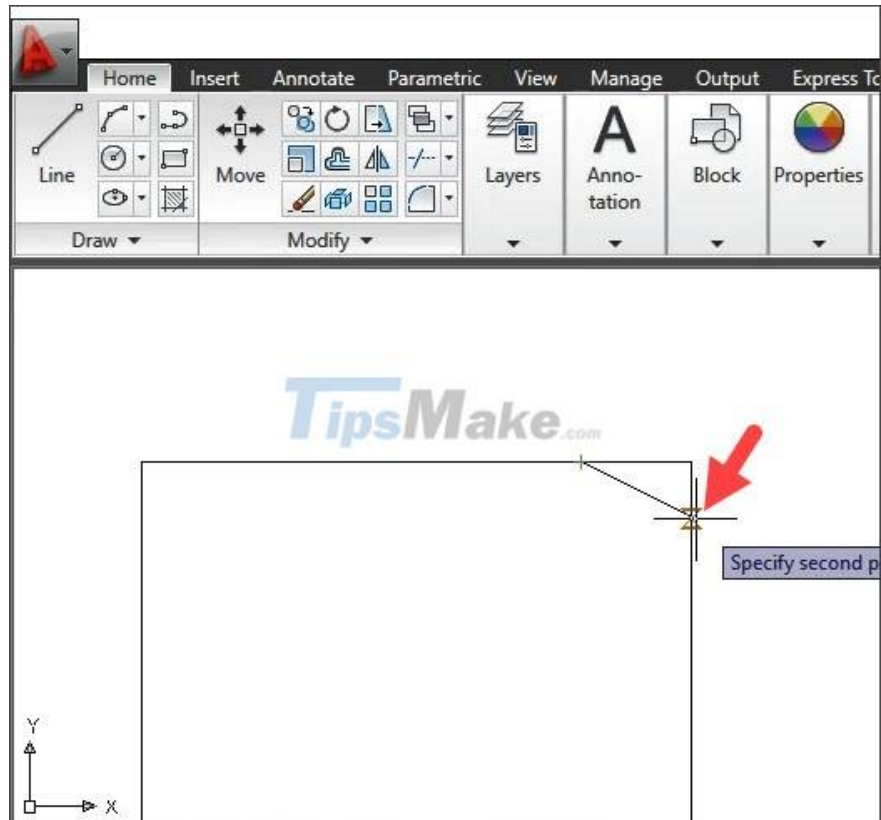 Home Insert Annotate Parametric View Manage Output Express To
Line
Move
Layers
Anno-
tation
Block
Properties
Draw
Modify
TipsMake.com
Specify second p
Y
X